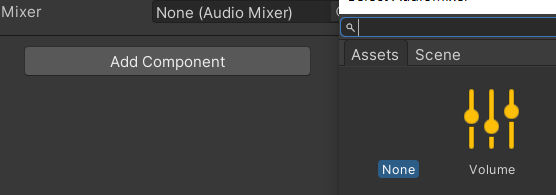 Mixer
None (Audio Mixer)
Add Component
Assets
Scene
None
Volume